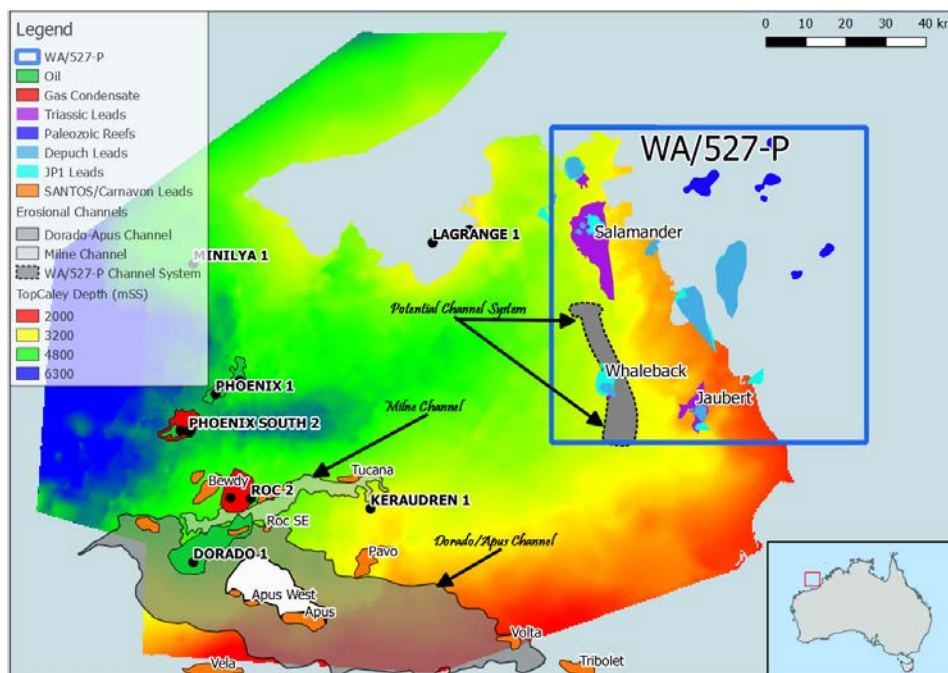 Legend
WA/527-P
Oil
Gas Condensate
Triassic Leads
Paleozoic Reefs
Depuch Leads
JP1 Leads
SANTOS/Carnavon Leads
Erosional Channels
Dorado-Apus Channel
Milne Channel
WA/527-P Channel System
TopCaley Depth (mSS)
2000
3200
4800
6300
0 10 20 30 40 km
WA/527-P
LAGRANGE 1
Salamander
MINILYA 1
Potential Channel System
Whaleback
PHOENIX 1
Jaubert
Milne Channel
PHOENIX SOUTH 2
Tucana
Bewdy
ROC 2
KERAUDREN 1
Roc SE
Dorado/Apus Channel
DORADO 1
Pavo
Apus West
Apus
Volta
Vela
Tribolet